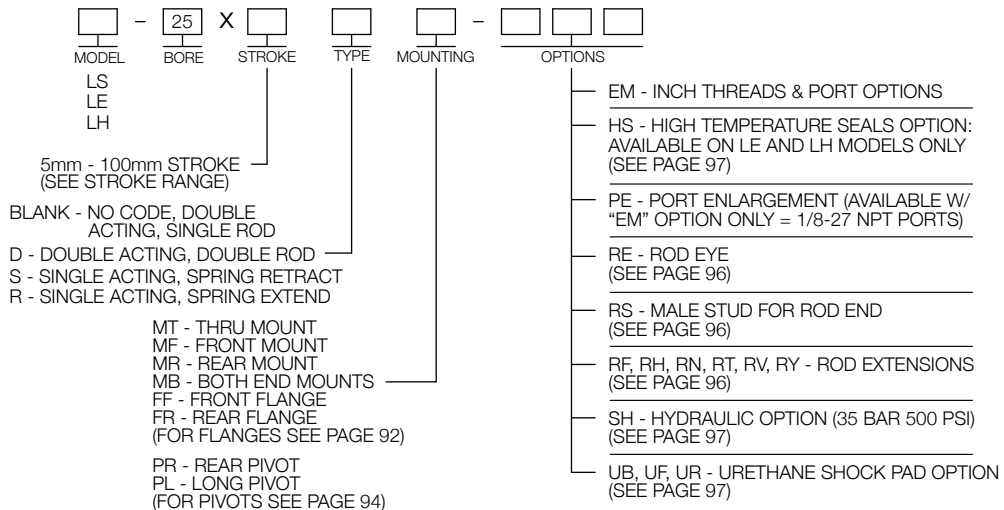 – 25 X –
MODEL BORE STROKE TYPE MOUNTING OPTIONS
LS
LE
LH
5mm - 100mm STROKE
(SEE STROKE RANGE)
BLANK - NO CODE, DOUBLE
ACTING, SINGLE ROD
D - DOUBLE ACTING, DOUBLE ROD
S - SINGLE ACTING, SPRING RETRACT
R - SINGLE ACTING, SPRING EXTEND
MT - THRU MOUNT
MF - FRONT MOUNT
MR - REAR MOUNT
MB - BOTH END MOUNTS
FF - FRONT FLANGE
FR - REAR FLANGE
(FOR FLANGES SEE PAGE 92)
PR - REAR PIVOT
PL - LONG PIVOT
(FOR PIVOTS SEE PAGE 94)
EM - INCH THREADS & PORT OPTIONS
HS - HIGH TEMPERATURE SEALS OPTION:
AVAILABLE ON LE AND LH MODELS ONLY
(SEE PAGE 97)
PE - PORT ENLARGEMENT (AVAILABLE W/
“EM” OPTION ONLY = 1/8-27 NPT PORTS)
RE - ROD EYE
(SEE PAGE 96)
RS - MALE STUD FOR ROD END
(SEE PAGE 96)
RF, RH, RN, RT, RV, RY - ROD EXTENSIONS
(SEE PAGE 96)
SH - HYDRAULIC OPTION (35 BAR 500 PSI)
(SEE PAGE 97)
UB, UF, UR - URETHANE SHOCK PAD OPTION
(SEE PAGE 97)